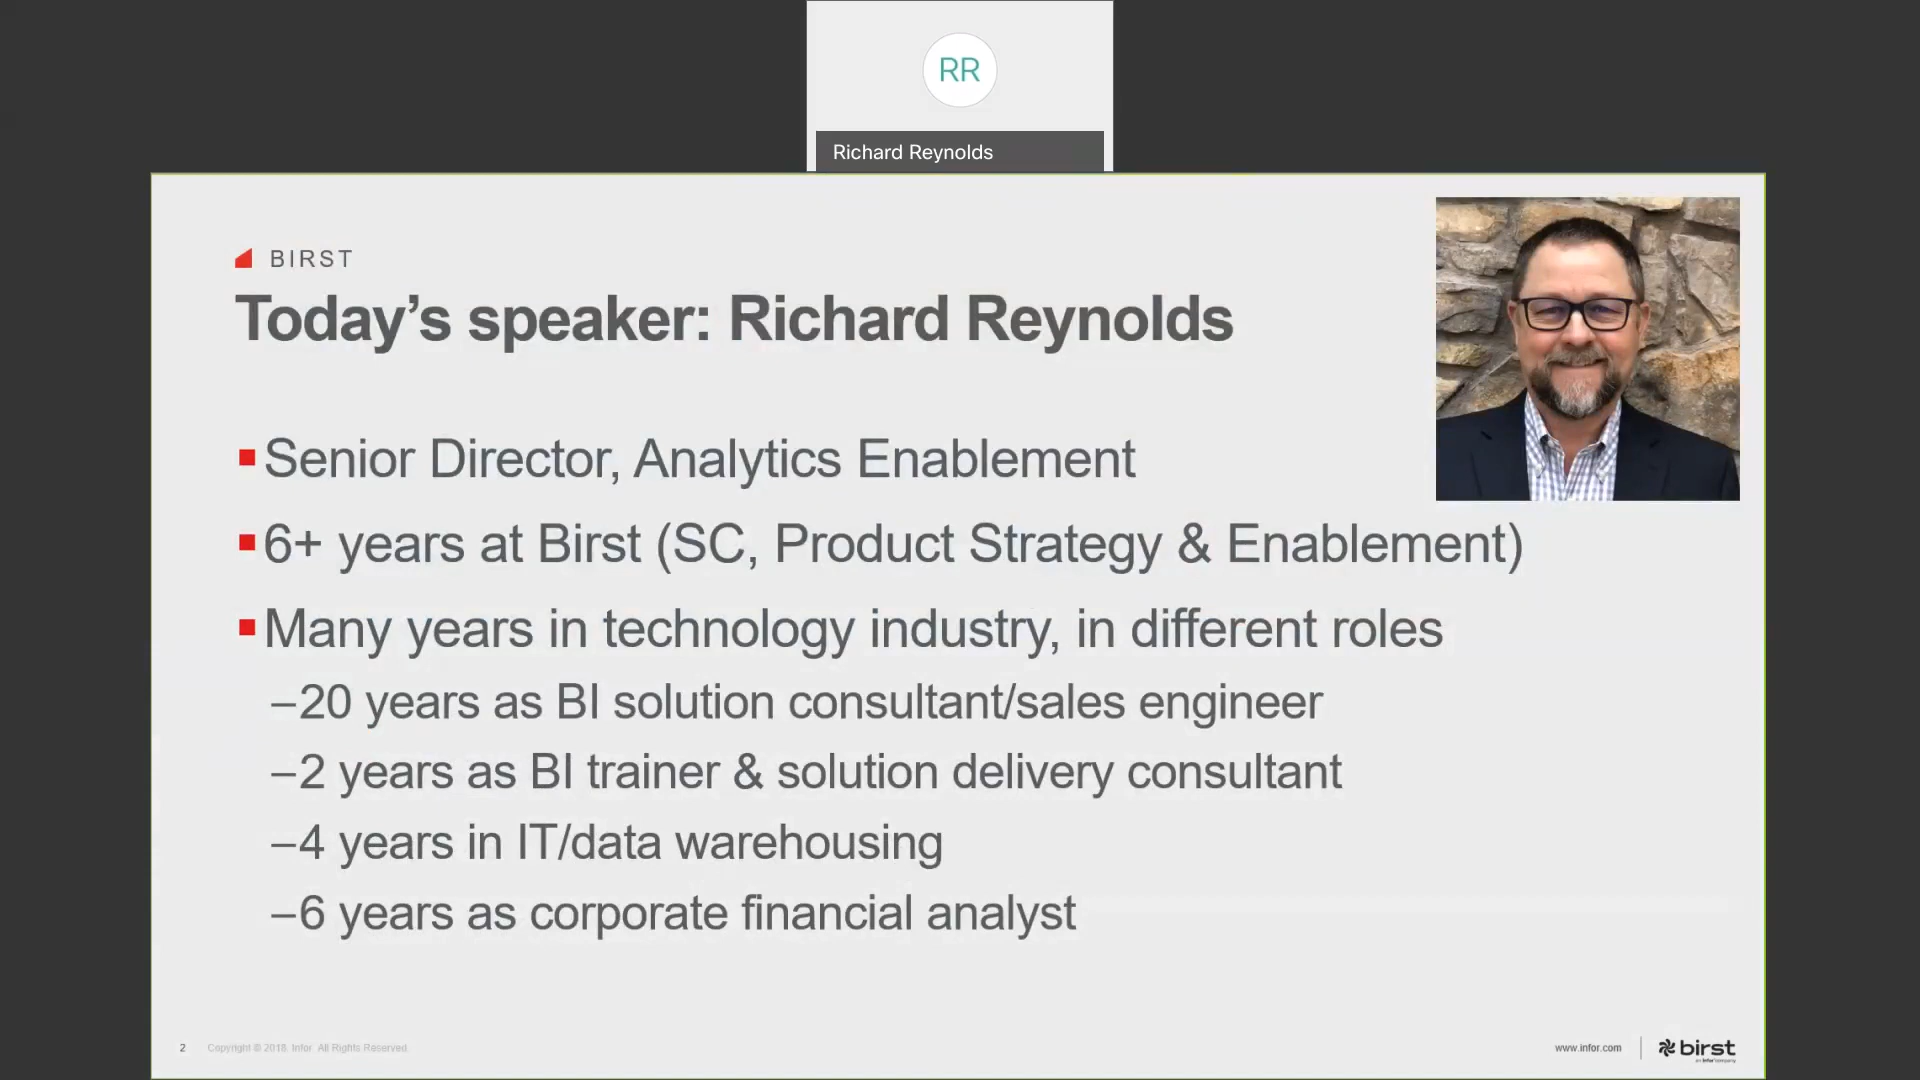 RR
Richard Reynolds
BIRST
Today’s speaker: Richard Reynolds
Senior Director, Analytics Enablement
6+ years at Birst (SC, Product Strategy & Enablement)
Many years in technology industry, in different roles
–20 years as BI solution consultant/sales engineer
–2 years as BI trainer & solution delivery consultant
–4 years in IT/data warehousing
–6 years as corporate financial analyst
2 Copyright © 2018. Infor. All Rights Reserved. www.infor.com birst
an infor company